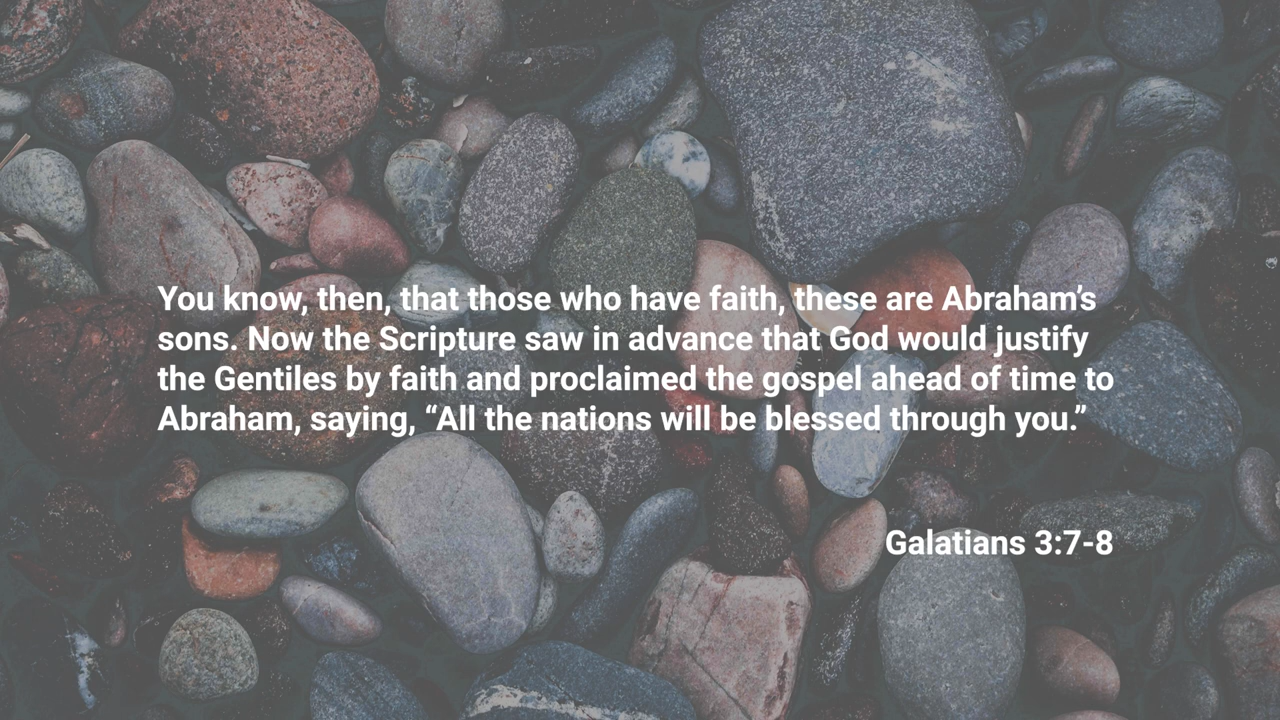 You know, then, that those who have faith, these are Abraham’s
sons. Now the Scripture saw in advance that God would justify
the Gentiles by faith and proclaimed the gospel ahead of time to
Abraham, saying, “All the nations will be blessed through you.”
Galatians 3:7-8